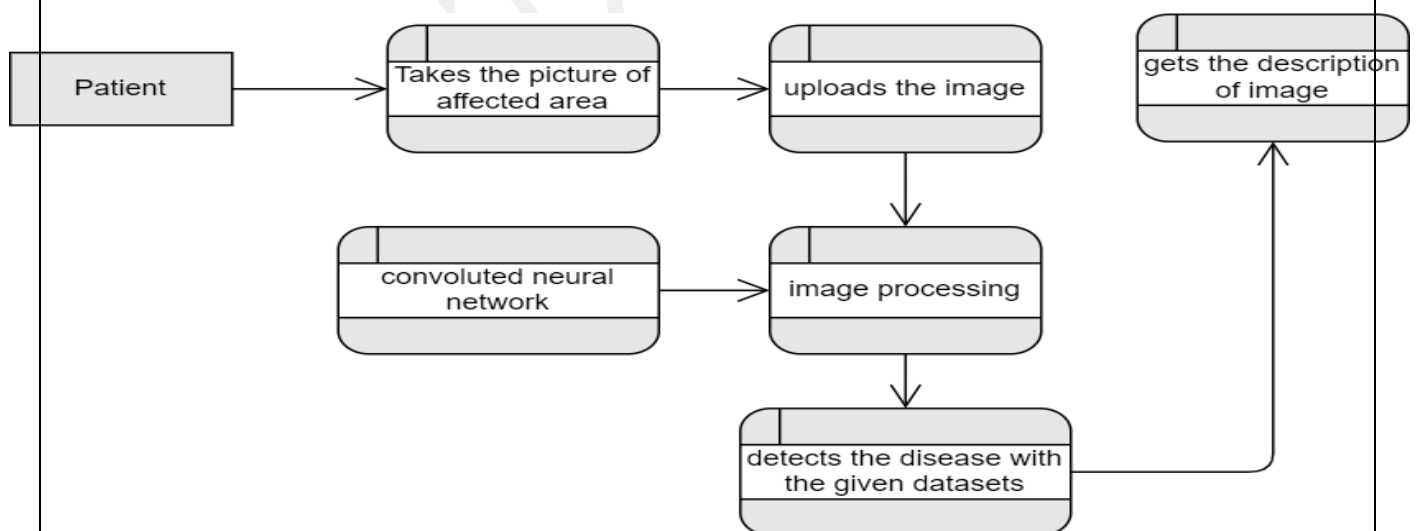 Patient
Takes the picture of
affected area
uploads the image
gets the description
of image
convoluted neural
network
image processing
detects the disease with
the given datasets